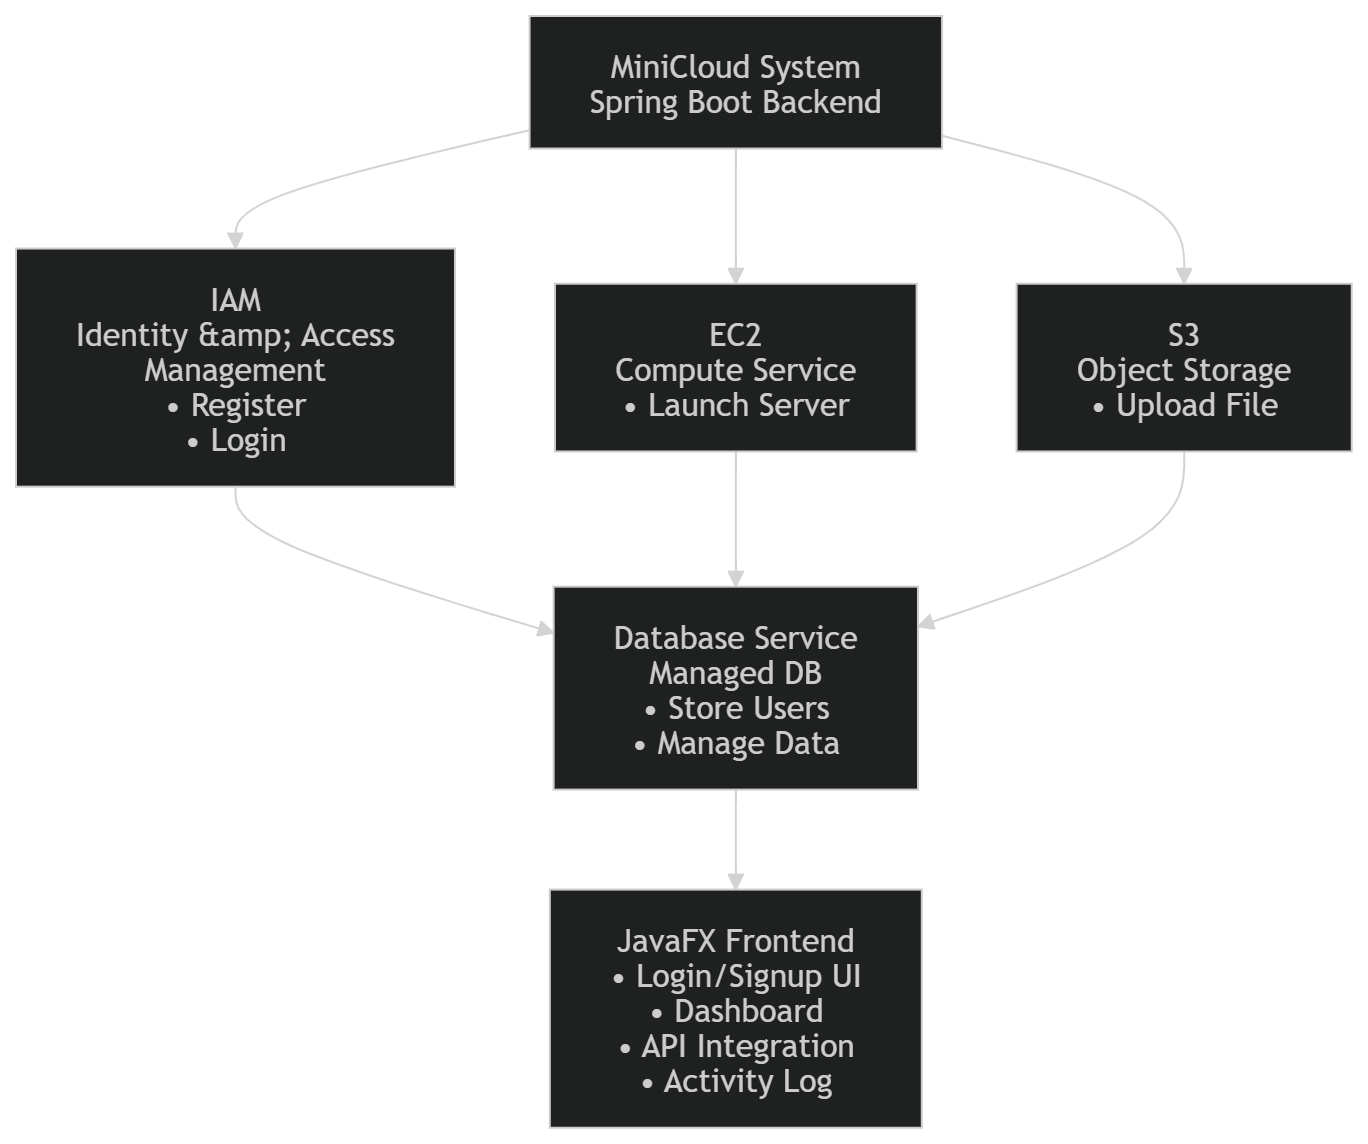 MiniCloud System
Spring Boot Backend
IAM
Identity &amp; Access
Management
• Register
• Login
EC2
Compute Service
• Launch Server
S3
Object Storage
• Upload File
Database Service
Managed DB
• Store Users
• Manage Data
JavaFX Frontend
• Login/Signup UI
• Dashboard
• API Integration
• Activity Log